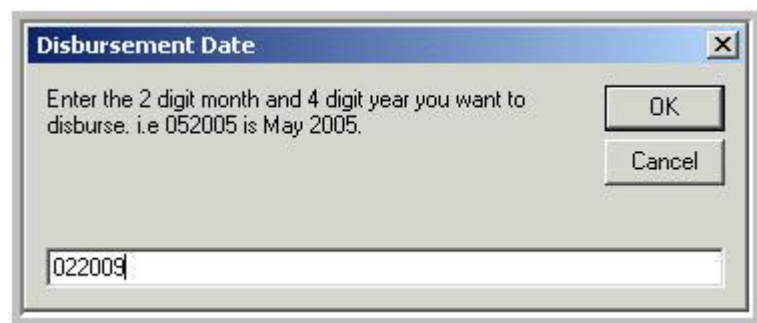 Disbursement Date
Enter the 2 digit month and 4 digit year you want to
disburse. i.e 052005 is May 2005.
OK
Cancel
022009